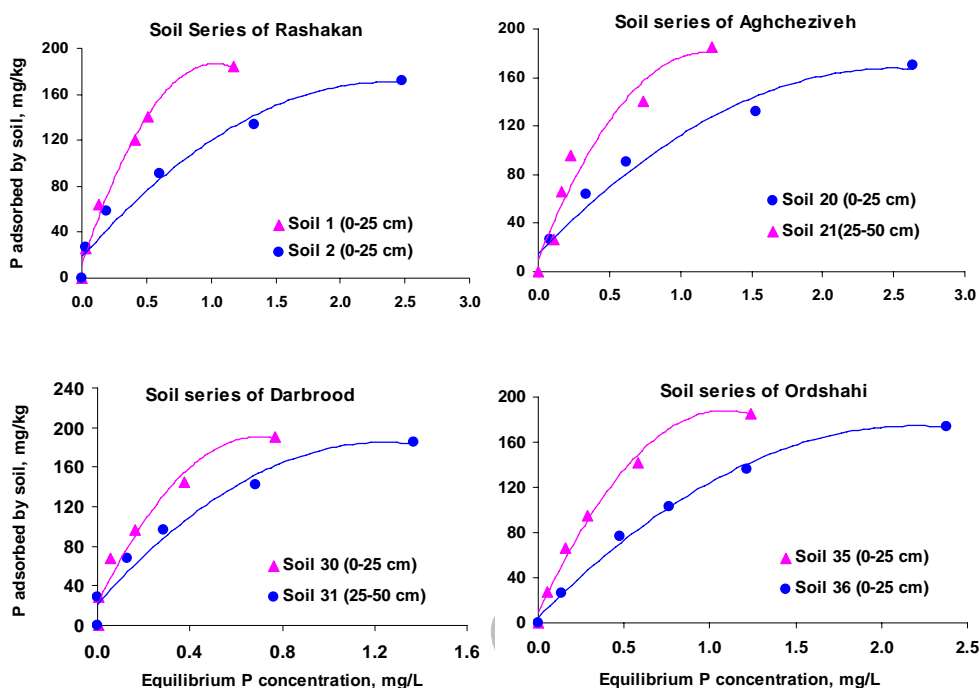 Soil Series of Rashakan
P adsorbed by soil, mg/kg
200
160
120
80
40
0
0.0 0.5 1.0 1.5 2.0 2.5 3.0
Soil 1 (0-25 cm)
Soil 2 (0-25 cm)
Soil series of Aghcheziveh
200
160
120
80
40
0
0.0 0.5 1.0 1.5 2.0 2.5 3.0
Soil 20 (0-25 cm)
Soil 21(25-50 cm)
Soil series of Darbrood
P adsorbed by soil, mg/kg
240
200
160
120
80
40
0
0.0 0.4 0.8 1.2 1.6
Soil 30 (0-25 cm)
Soil 31 (25-50 cm)
Equilibrium P concentration, mg/L
Soil series of Ordshahi
200
160
120
80
40
0
0.0 0.5 1.0 1.5 2.0 2.5
Soil 35 (0-25 cm)
Soil 36 (0-25 cm)
Equilibrium P concentration, mg/L